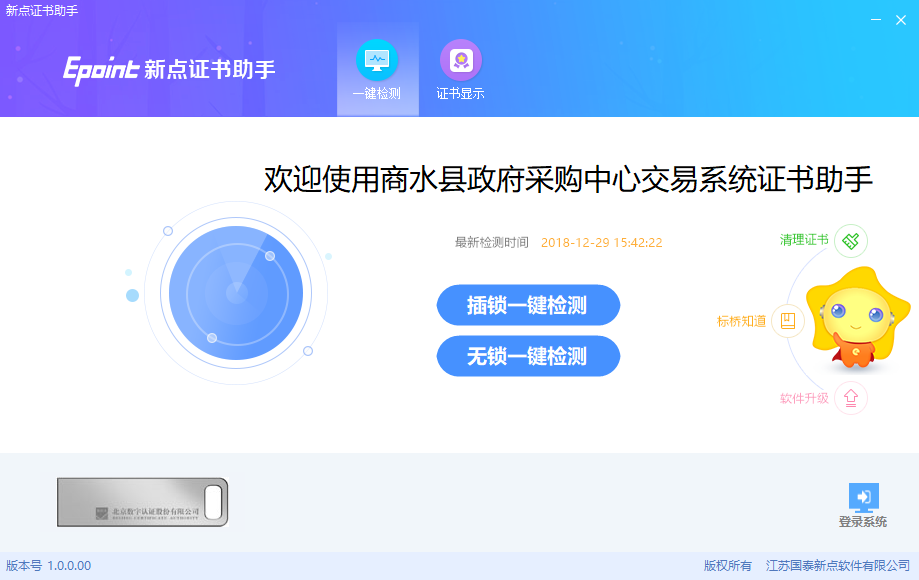 新点证书助手
Epoint 新点证书助手
一键检测
证书显示
欢迎使用商水县政府采购中心交易系统证书助手
最新检测时间 2018-12-29 15:42:22
清理证书
插锁一键检测
标桥知道
无锁一键检测
软件升级
北京数字认证股份有限公司
BEIJING CERTIFICATE AUTHORITY
登录系统
版本号 1.0.0.00
版权所有 江苏国泰新点软件有限公司